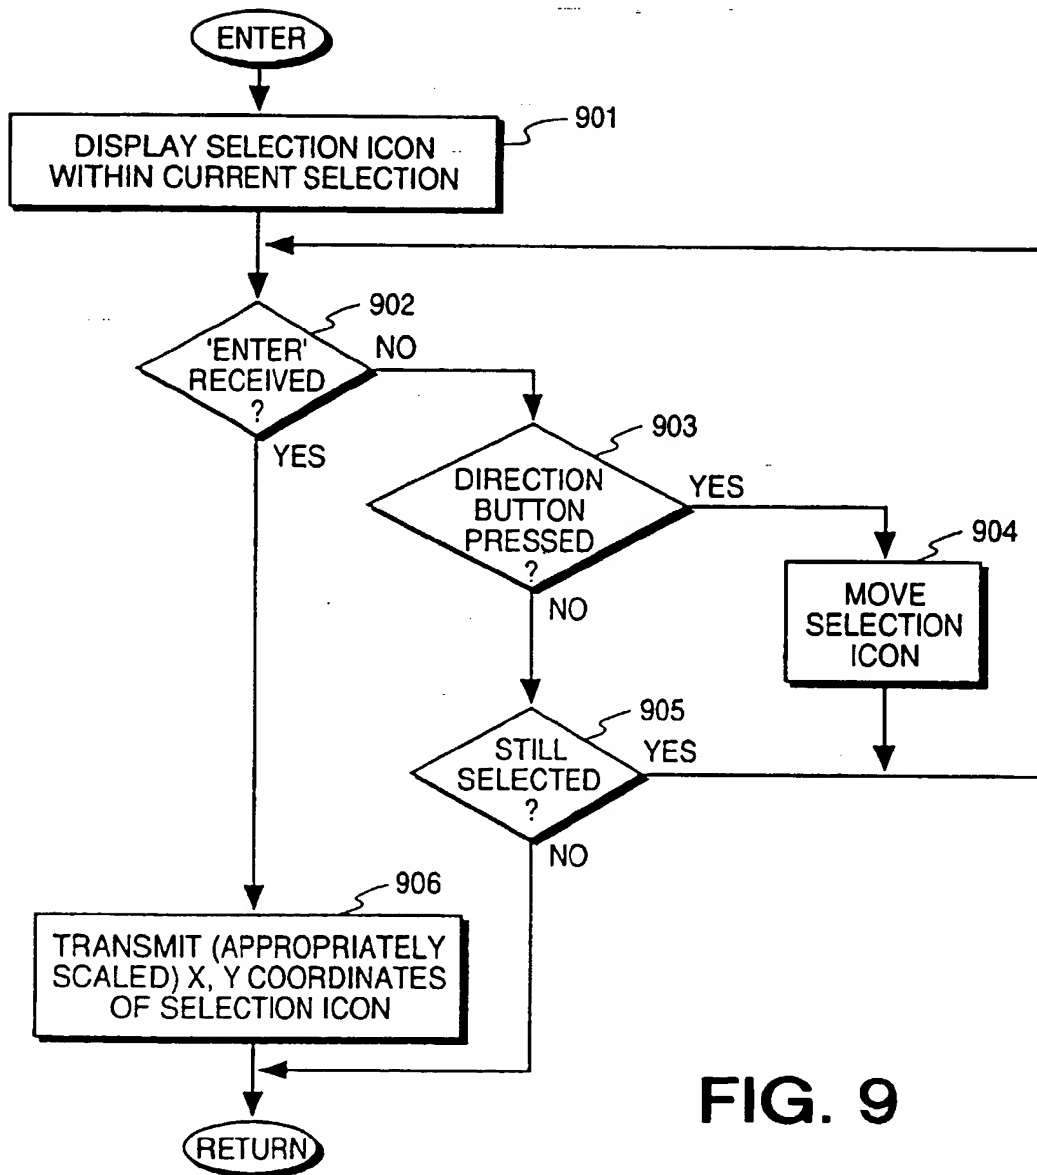 ENTER
901
DISPLAY SELECTION ICON
WITHIN CURRENT SELECTION
902
'ENTER'
RECEIVED
?
NO
YES
903
DIRECTION
BUTTON
PRESSED
?
YES
NO
904
MOVE
SELECTION
ICON
905
STILL
SELECTED
?
YES
NO
906
TRANSMIT (APPROPRIATELY
SCALED) X, Y COORDINATES
OF SELECTION ICON
RETURN
FIG. 9